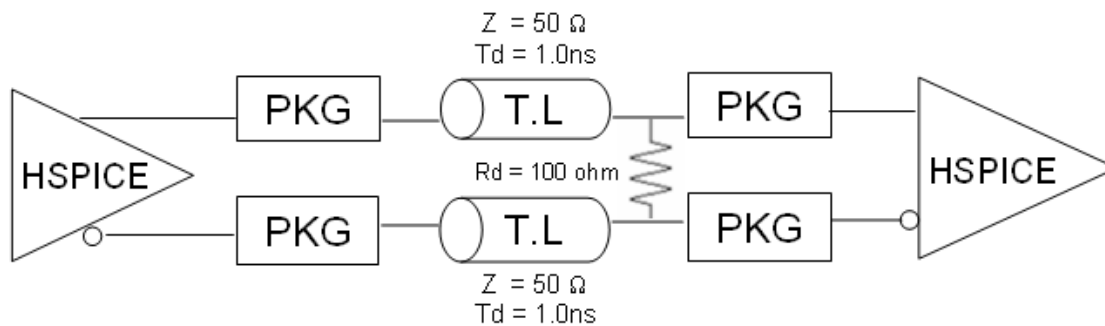 Z = 50 Ω
Td = 1.0ns
PKG
T.L
PKG
HSPICE
Rd = 100 ohm
HSPICE
PKG
T.L
PKG
Z = 50 Ω
Td = 1.0ns